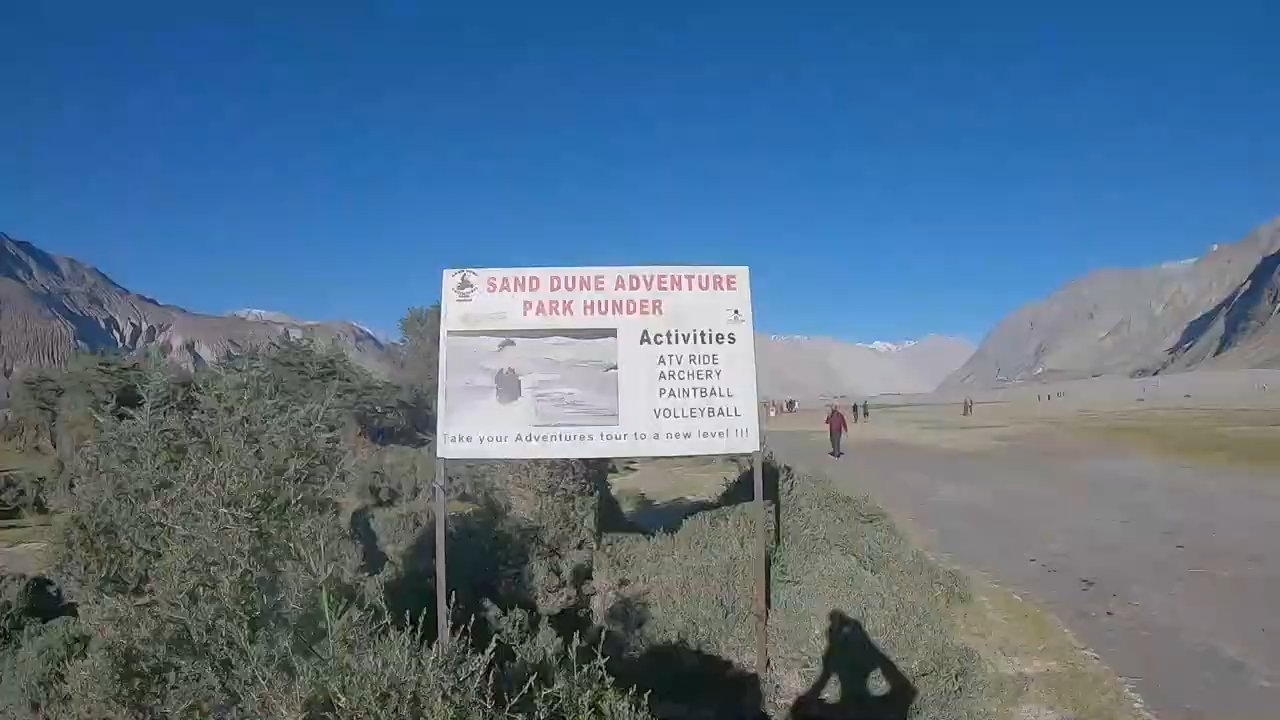 SAND DUNE ADVENTURE
PARK HUNDER
Activities
ATV RIDE
ARCHERY
PAINTBALL
VOLLEYBALL
Take your Adventures tour to a new level !!!